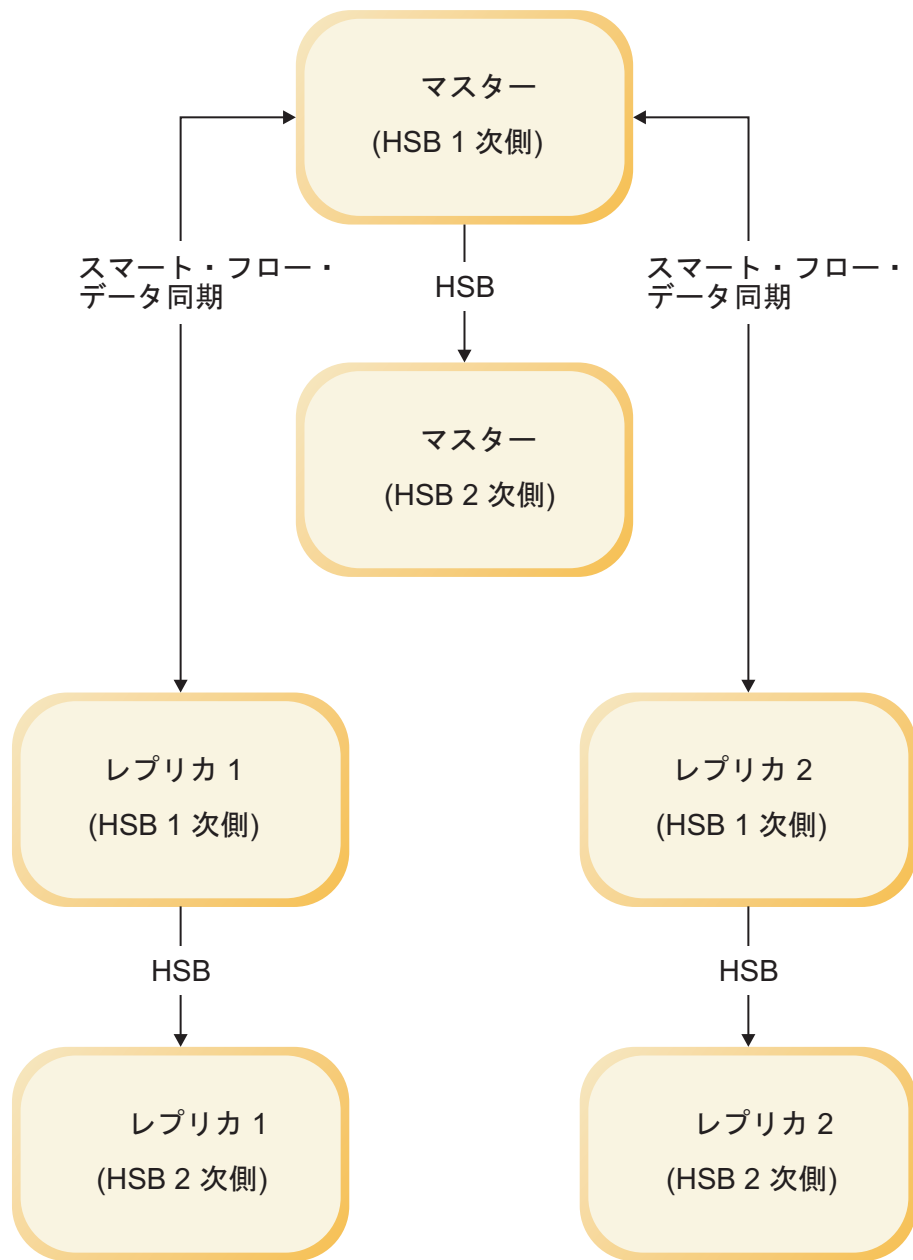 マスター
(HSB 1 次側)
スマート・フロー・
データ同期
HSB
スマート・フロー・
データ同期
マスター
(HSB 2 次側)
レプリカ 1
(HSB 1 次側)
レプリカ 2
(HSB 1 次側)
HSB
HSB
レプリカ 1
(HSB 2 次側)
レプリカ 2
(HSB 2 次側)